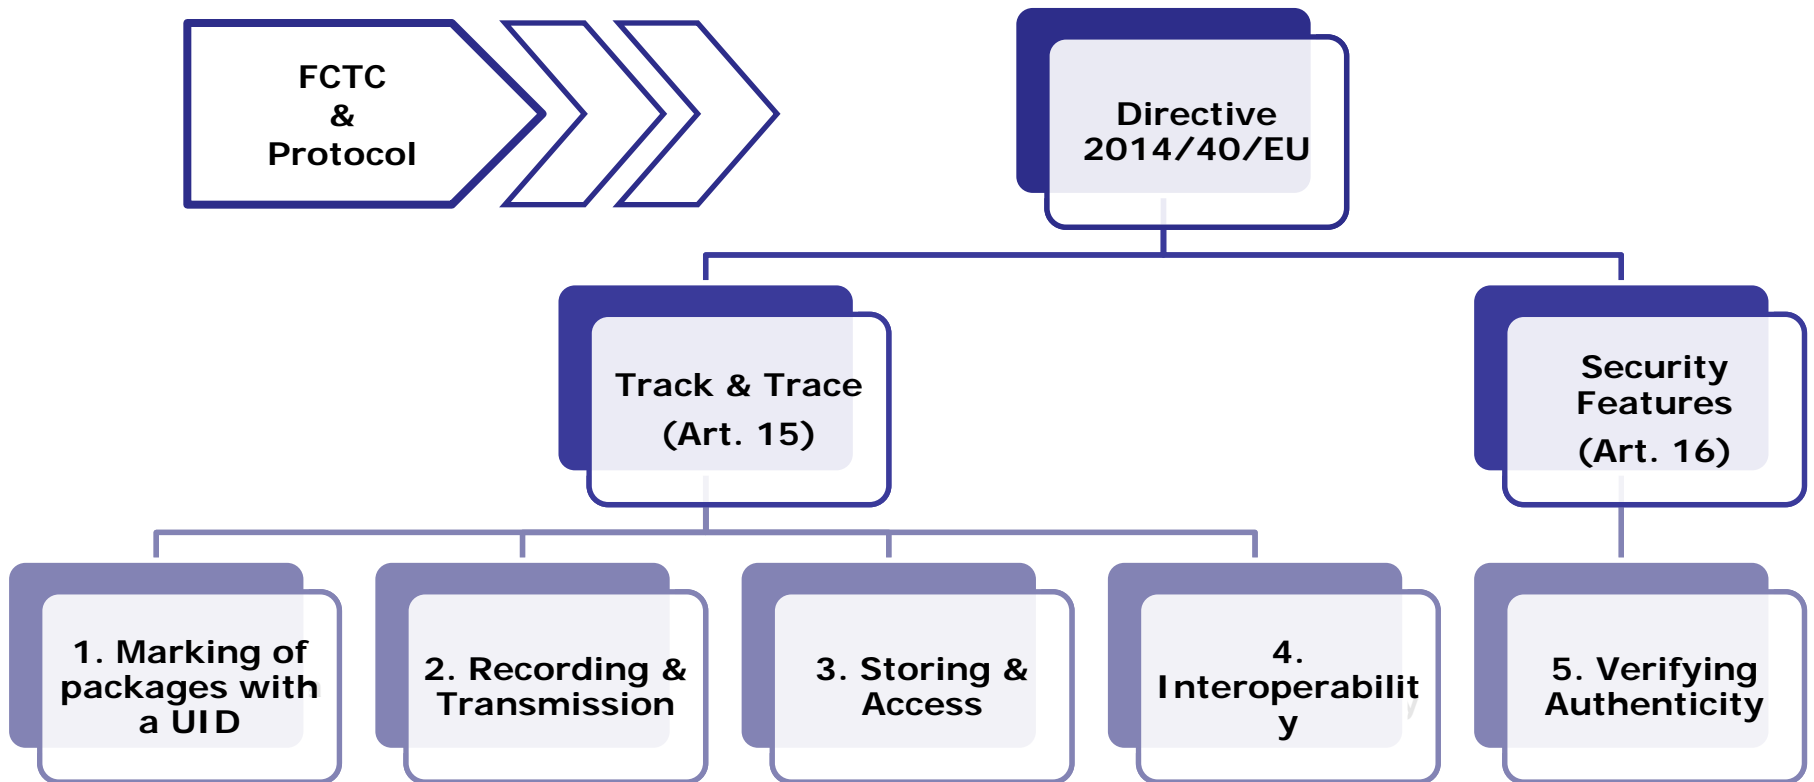 FCTC
&
Protocol
Directive
2014/40/EU
Track & Trace
(Art. 15)
Security
Features
(Art. 16)
1. Marking of
packages with
a UID
2. Recording &
Transmission
3. Storing &
Access
4.
Interoperabilit
y
5. Verifying
Authenticity